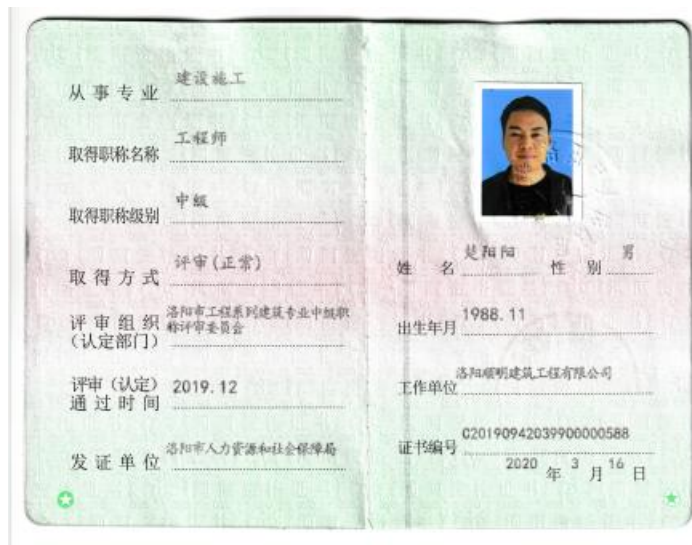 从事专业 建设施工
取得职称名称 工程师
取得职称级别 中级
取得方式 评审(正常)
评审组织 洛阳市工程系列建筑专业中级职
(认定部门) 称评审委员会
评审(认定) 2019.12
通过时间
发证单位 洛阳市人力资源和社会保障局
姓名 楚阳阳 性别 男
出生年月 1988.11
工作单位 洛阳顺明建筑工程有限公司
证书编号 C20190942039900000588
2020 年 3 月 16 日